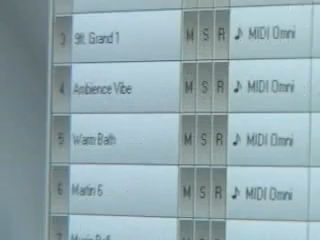 3 9ft. Grand 1 M S R ♪ MIDI Omni
4 Ambience Vibe M S R ♪ MIDI Omni
5 Warm Bath M S R ♪ MIDI Omni
6 Martin 6 M S R ♪ MIDI Omni
7